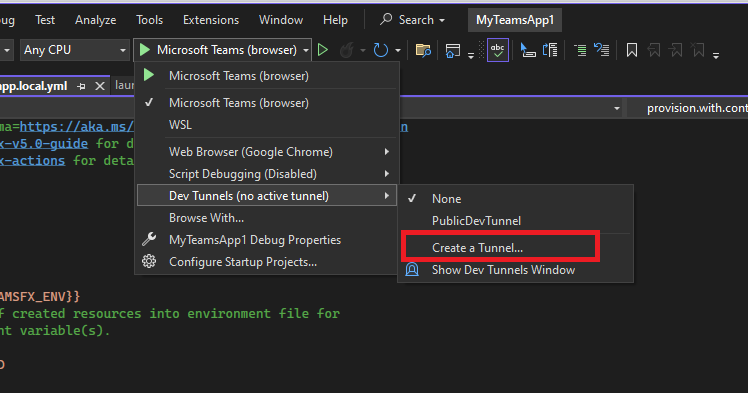 bug Test Analyze Tools Extensions Window Help Search MyTeamsApp1
Any CPU Microsoft Teams (browser)
app.local.yml laun
Microsoft Teams (browser)
ma=https://aka.ms/ n provision.with.cont
Microsoft Teams (browser)
x-v5.0-guide for d
WSL
x-actions for deta
Web Browser (Google Chrome)
Script Debugging (Disabled)
Dev Tunnels (no active tunnel) None
Browse With... PublicDevTunnel
MyTeamsApp1 Debug Properties Create a Tunnel...
Configure Startup Projects... Show Dev Tunnels Window
AMSFX_ENV}}
f created resources into environment file for
nt variable(s).